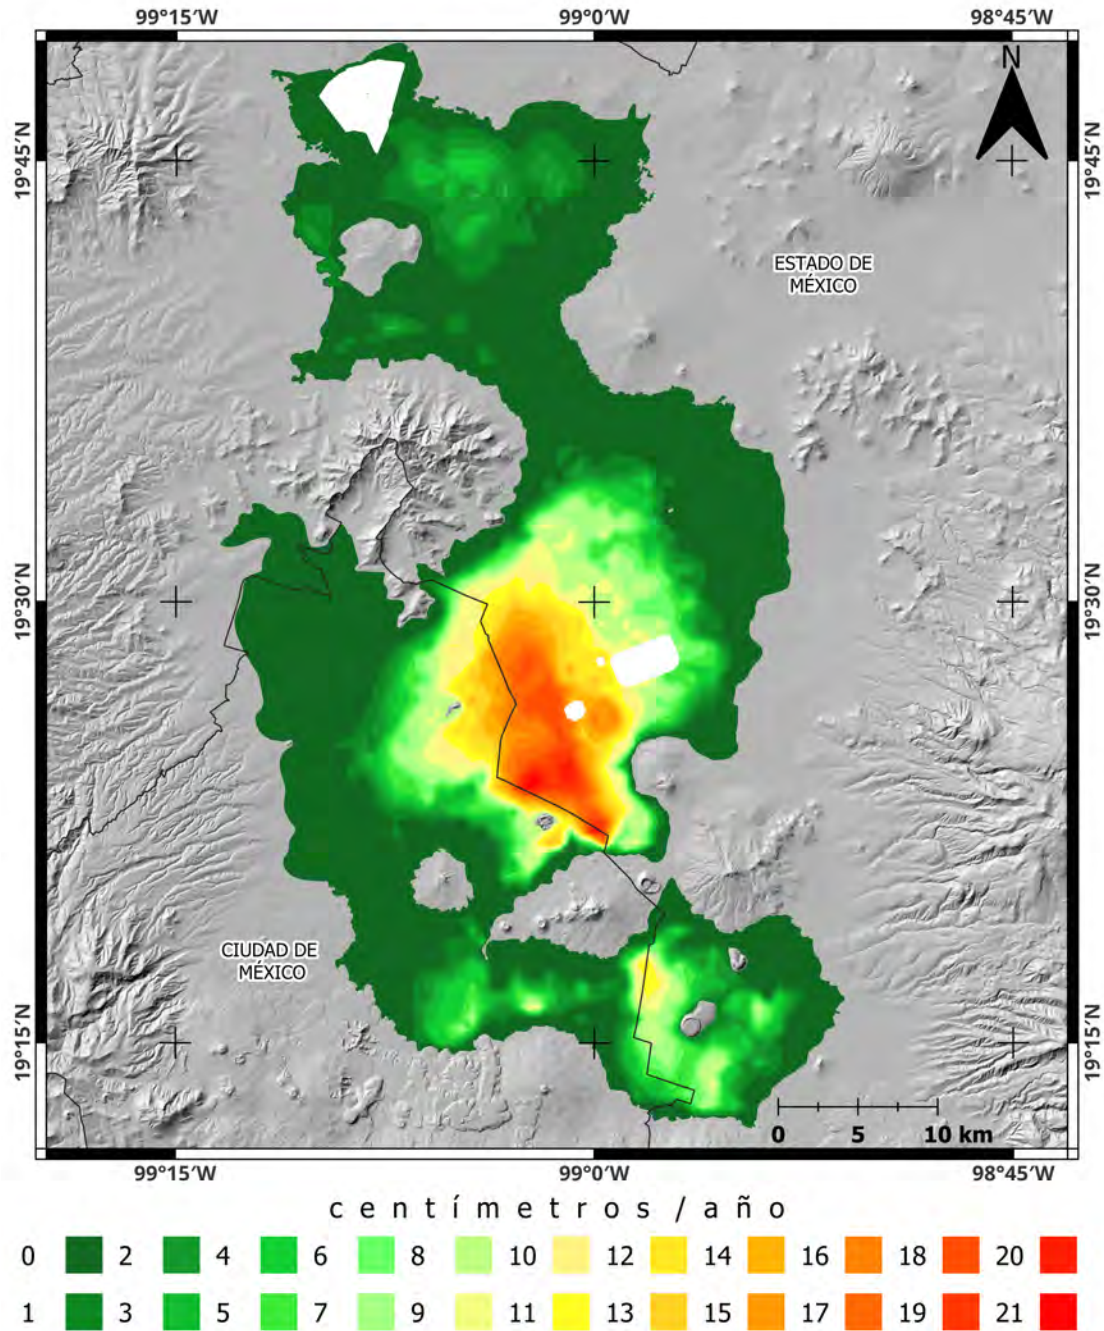 99°15'W 99°0'W 98°45'W
N
19°45'N 19°45'N
ESTADO DE
MÉXICO
19°30'N 19°30'N
CIUDAD DE
MÉXICO
19°15'N 19°15'N
0 5 10 km
99°15'W 99°0'W 98°45'W
centímetros/año
0 2 4 6 8 10 12 14 16 18 20
1 3 5 7 9 11 13 15 17 19 21